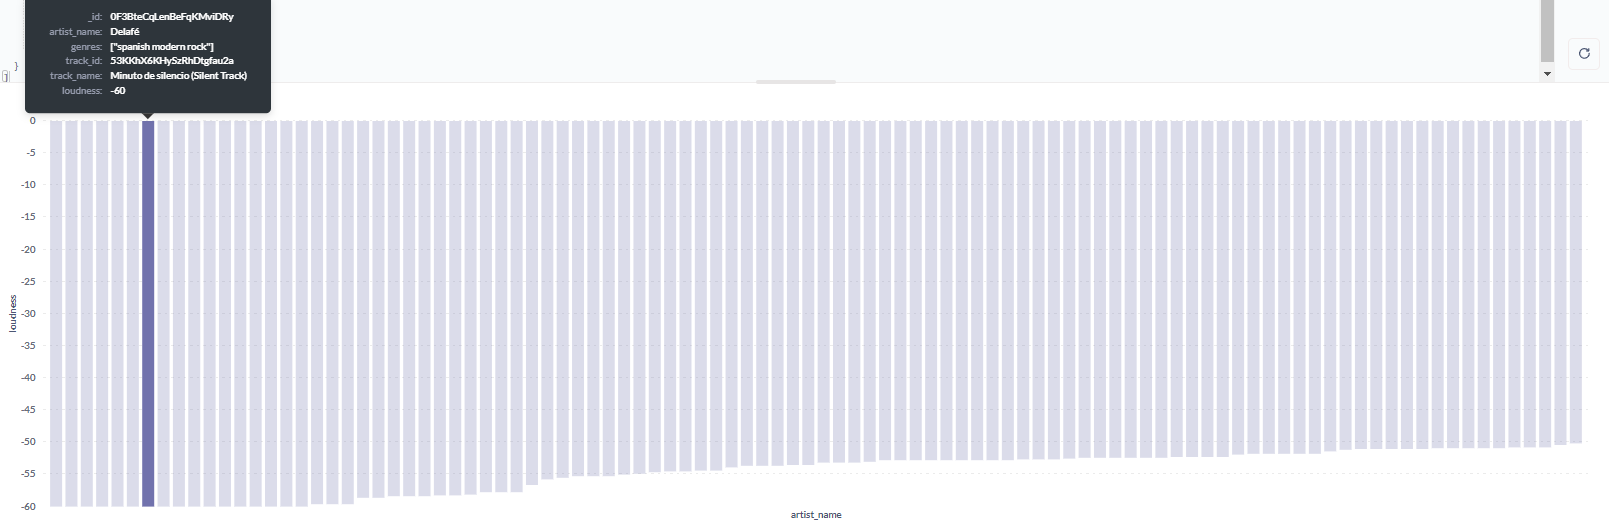 _id: 0F3BteCqLenBeFqKMviDRy
artist_name: Delafé
genres: ["spanish modern rock"]
track_id: 53KKhX6KHySzRhDtgfau2a
track_name: Minuto de silencio (Silent Track)
loudness: -60
}
]
0
-5
-10
-15
-20
-25
-30
-35
-40
-45
-50
-55
-60
loudness
artist_name